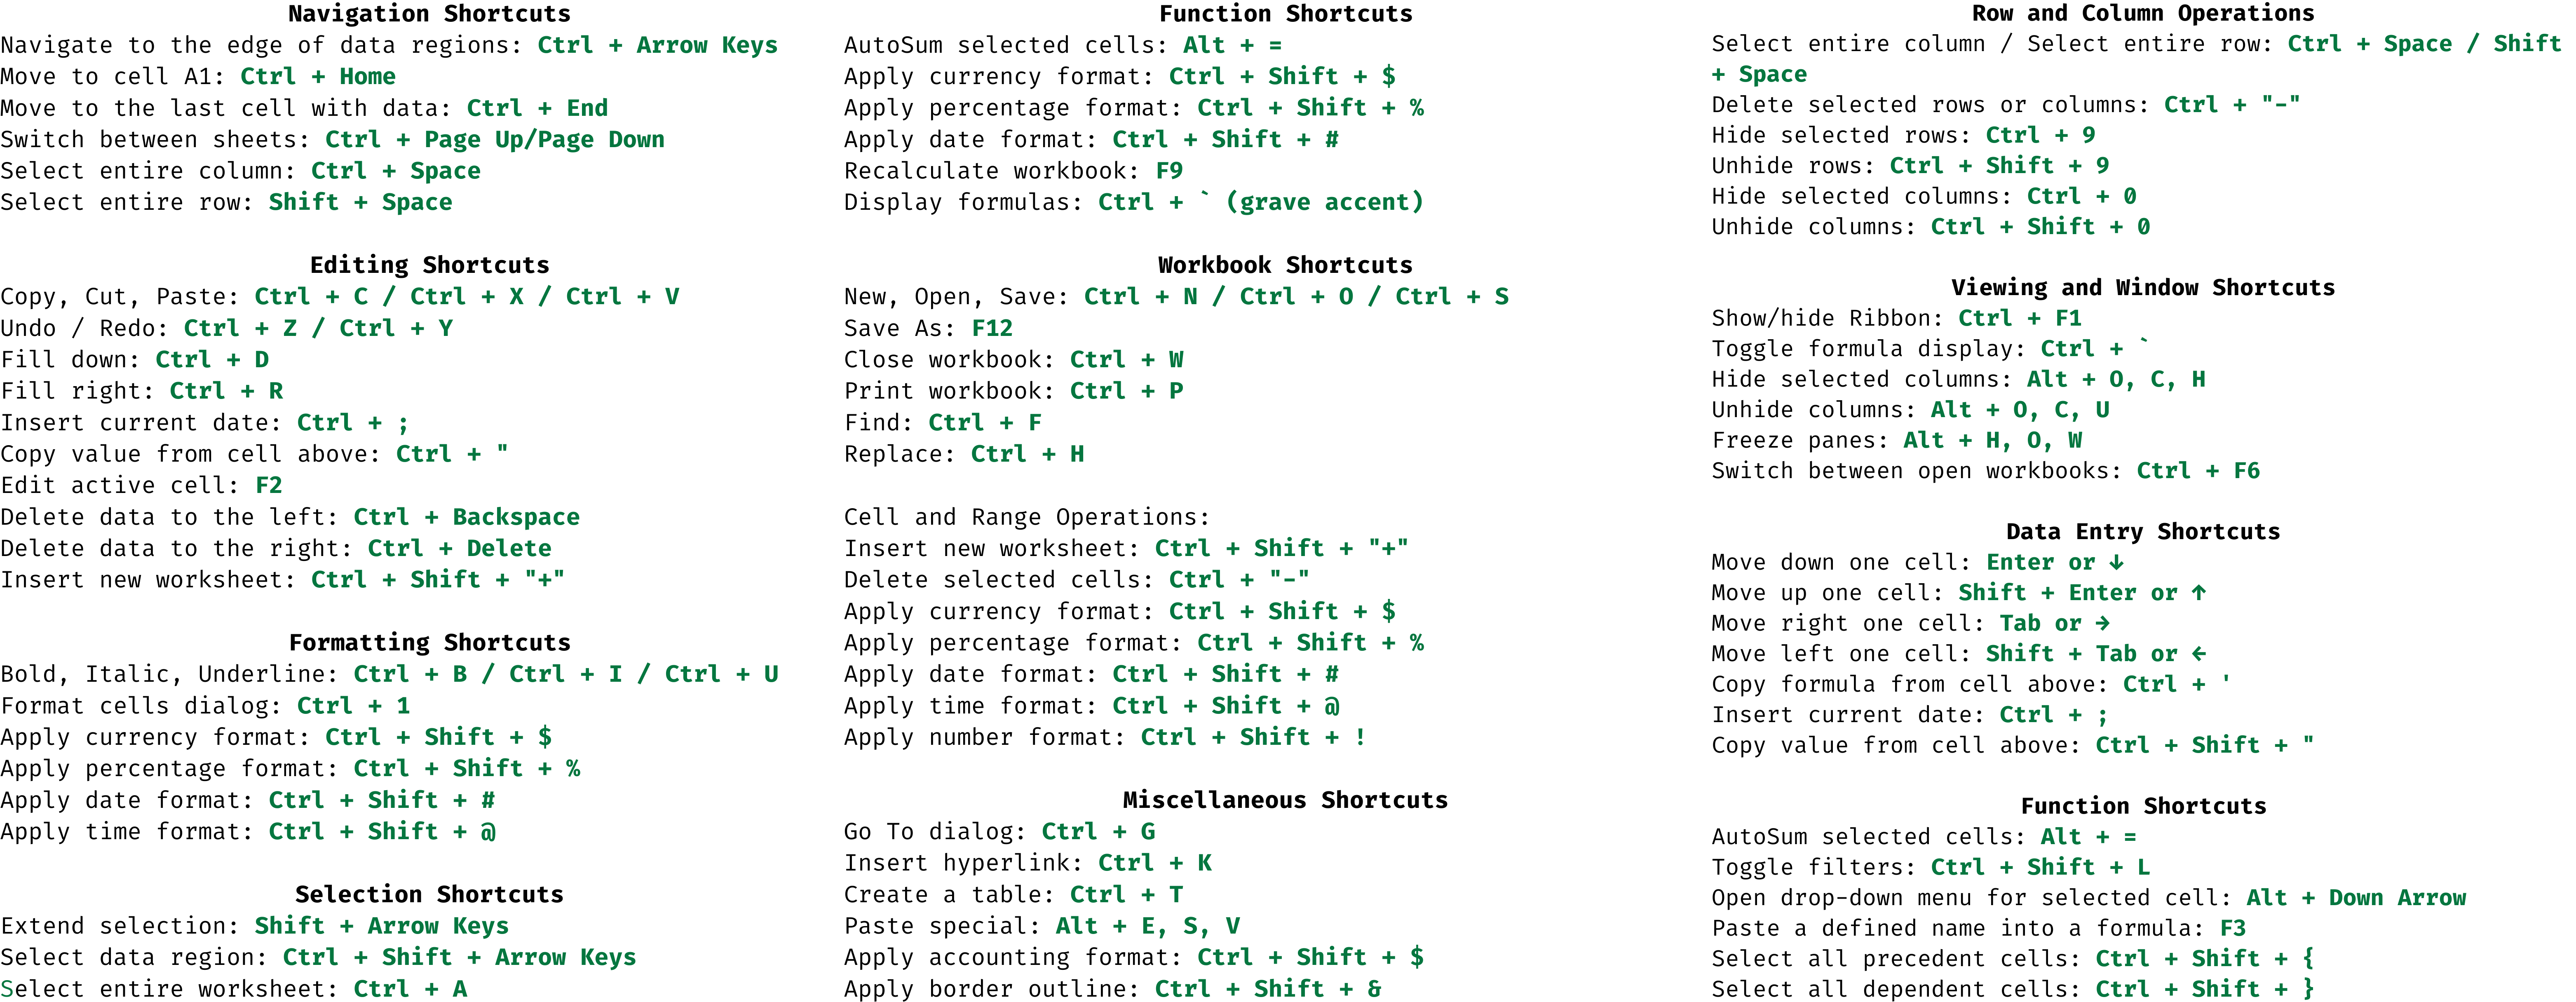 Navigation Shortcuts
Navigate to the edge of data regions: Ctrl + Arrow Keys
Move to cell A1: Ctrl + Home
Move to the last cell with data: Ctrl + End
Switch between sheets: Ctrl + Page Up/Page Down
Select entire column: Ctrl + Space
Select entire row: Shift + Space
Editing Shortcuts
Copy, Cut, Paste: Ctrl + C / Ctrl + X / Ctrl + V
Undo / Redo: Ctrl + Z / Ctrl + Y
Fill down: Ctrl + D
Fill right: Ctrl + R
Insert current date: Ctrl + ;
Copy value from cell above: Ctrl + "
Edit active cell: F2
Delete data to the left: Ctrl + Backspace
Delete data to the right: Ctrl + Delete
Insert new worksheet: Ctrl + Shift + "+"
Formatting Shortcuts
Bold, Italic, Underline: Ctrl + B / Ctrl + I / Ctrl + U
Format cells dialog: Ctrl + 1
Apply currency format: Ctrl + Shift + $
Apply percentage format: Ctrl + Shift + %
Apply date format: Ctrl + Shift + #
Apply time format: Ctrl + Shift + @
Selection Shortcuts
Extend selection: Shift + Arrow Keys
Select data region: Ctrl + Shift + Arrow Keys
Select entire worksheet: Ctrl + A
Function Shortcuts
AutoSum selected cells: Alt + =
Apply currency format: Ctrl + Shift + $
Apply percentage format: Ctrl + Shift + %
Apply date format: Ctrl + Shift + #
Recalculate workbook: F9
Display formulas: Ctrl + ` (grave accent)
Workbook Shortcuts
New, Open, Save: Ctrl + N / Ctrl + O / Ctrl + S
Save As: F12
Close workbook: Ctrl + W
Print workbook: Ctrl + P
Find: Ctrl + F
Replace: Ctrl + H
Cell and Range Operations:
Insert new worksheet: Ctrl + Shift + "+"
Delete selected cells: Ctrl + "-"
Apply currency format: Ctrl + Shift + $
Apply percentage format: Ctrl + Shift + %
Apply date format: Ctrl + Shift + #
Apply time format: Ctrl + Shift + @
Apply number format: Ctrl + Shift + !
Miscellaneous Shortcuts
Go To dialog: Ctrl + G
Insert hyperlink: Ctrl + K
Create a table: Ctrl + T
Paste special: Alt + E, S, V
Apply accounting format: Ctrl + Shift + $
Apply border outline: Ctrl + Shift + &
Row and Column Operations
Select entire column / Select entire row: Ctrl + Space / Shift
+ Space
Delete selected rows or columns: Ctrl + "-"
Hide selected rows: Ctrl + 9
Unhide rows: Ctrl + Shift + 9
Hide selected columns: Ctrl + 0
Unhide columns: Ctrl + Shift + 0
Viewing and Window Shortcuts
Show/hide Ribbon: Ctrl + F1
Toggle formula display: Ctrl + `
Hide selected columns: Alt + O, C, H
Unhide columns: Alt + O, C, U
Freeze panes: Alt + H, O, W
Switch between open workbooks: Ctrl + F6
Data Entry Shortcuts
Move down one cell: Enter or ↓
Move up one cell: Shift + Enter or ↑
Move right one cell: Tab or →
Move left one cell: Shift + Tab or ←
Copy formula from cell above: Ctrl + '
Insert current date: Ctrl + ;
Copy value from cell above: Ctrl + Shift + "
Function Shortcuts
AutoSum selected cells: Alt + =
Toggle filters: Ctrl + Shift + L
Open drop-down menu for selected cell: Alt + Down Arrow
Paste a defined name into a formula: F3
Select all precedent cells: Ctrl + Shift + {
Select all dependent cells: Ctrl + Shift + }